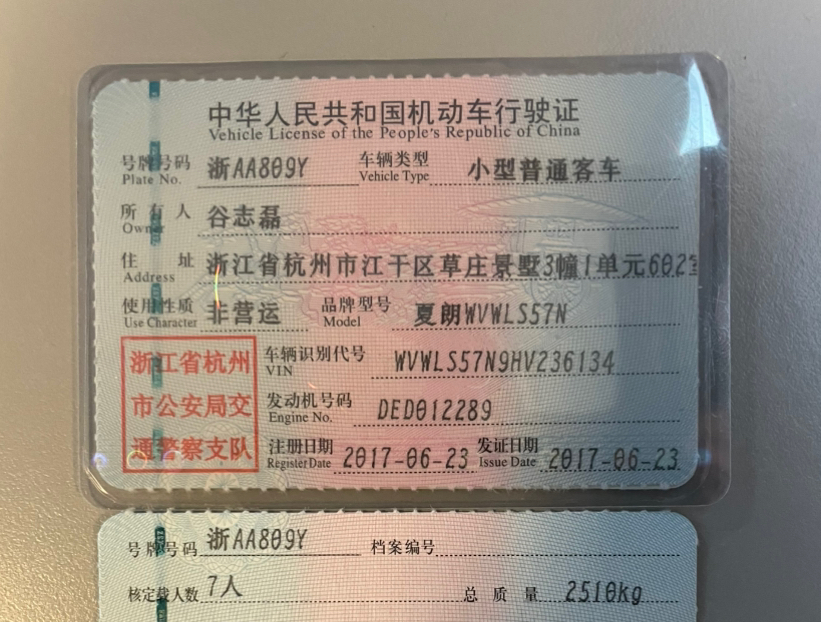 中华人民共和国机动车行驶证
Vehicle License of the People's Republic of China
号牌号码 浙AA809Y 车辆类型 小型普通客车
Plate No. Vehicle Type
所有人 谷志磊
Owner
住址 浙江省杭州市江干区草庄景墅3幢1单元602室
Address
使用性质 非营运 品牌型号 夏朗WVWLS57N
Use Character Model
浙江省杭州 车辆识别代号 WVWLS57N9HV236134
VIN
市公安局交 发动机号码 DED012289
Engine No.
通警察支队 注册日期 2017-06-23 发证日期 2017-06-23
Register Date Issue Date
号牌号码 浙AA809Y 档案编号
核定载人数 7人 总质量 2510kg